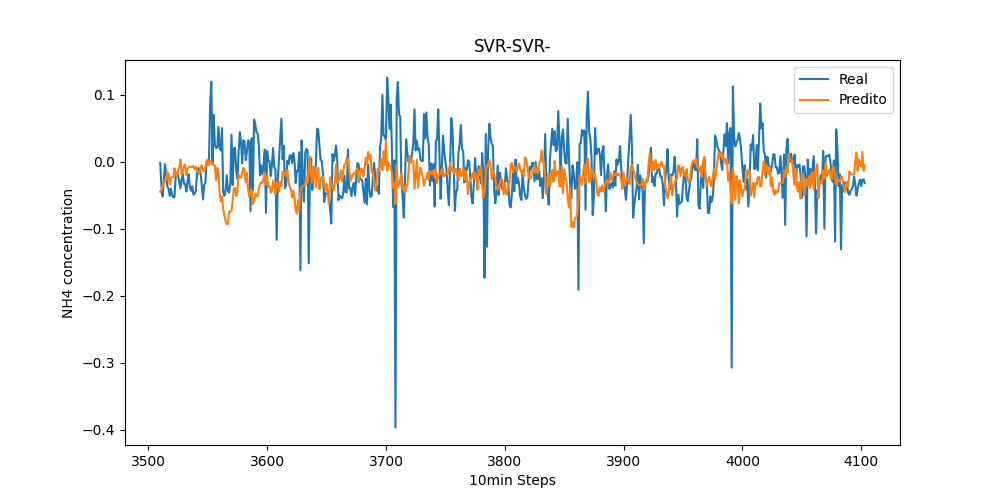 SVR-SVR-
Real
Predito
NH4 concentration
0.1
0.0
−0.1
−0.2
−0.3
−0.4
3500 3600 3700 3800 3900 4000 4100
10min Steps